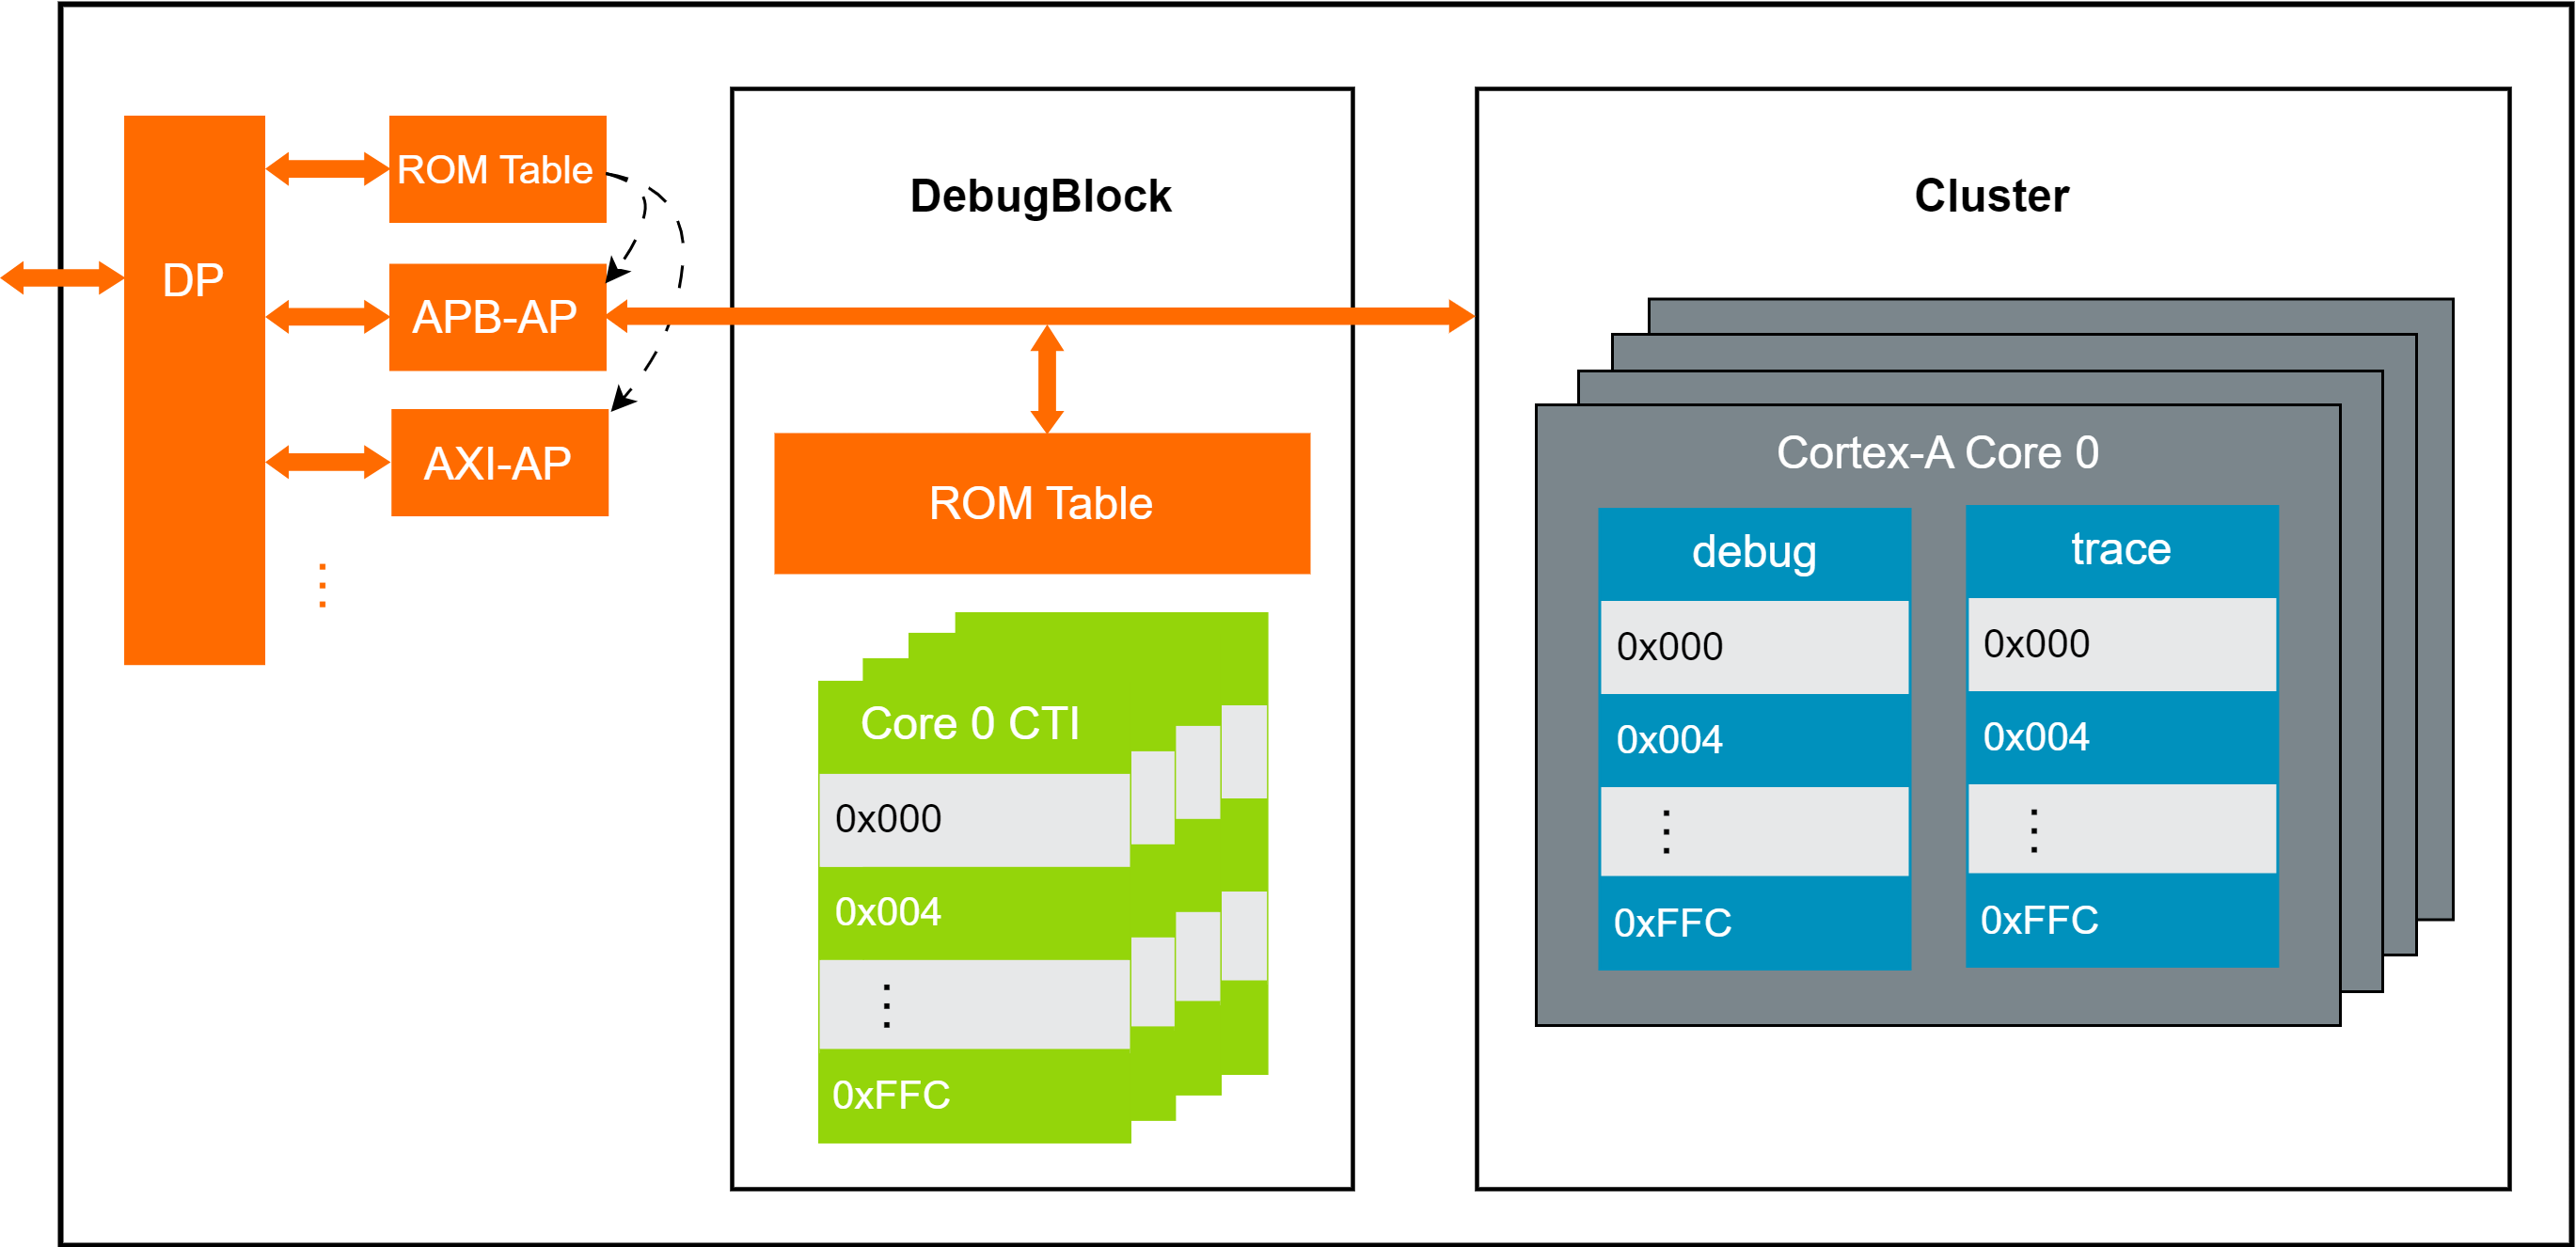 DP
ROM Table
APB-AP
AXI-AP
DebugBlock
ROM Table
Core 0 CTI
0x000
0x004
0xFFC
Cluster
Cortex-A Core 0
debug
0x000
0x004
0xFFC
trace
0x000
0x004
0xFFC